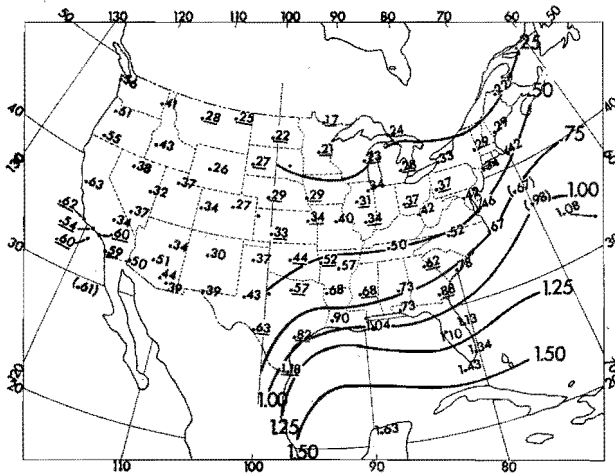 50 130 110 100 90 80 70 60 55 1.50
.56 .25
40 .51 .41 .28 .25 .17 .24 .50 40
.55 .43 .22 .21 .23 .28 .33 .29 .29 .42 .75
.38 .26 .27
.63 .32 .37 .34 .31 .37 .37 (.67) 1.00
.62 .37 .34 .27 .29 .29 .34 .40 .34 .42 .46 (.98) 1.08
.54 .34 .33 .52
.60 .60 .34 .30 .50 .67
30 .59 .50 .51 .37 .44 .52 .57 .62 .78 30
(.61) .44 .39 .39 .43 .57 .68 .68 .73 .88 1.25
.90 .73
.63 .82 1.04 1.13
1.10 1.34
1.18 1.43 1.50
20 1.00 20
1.25
1.50 1.63
120 110 100 90 80